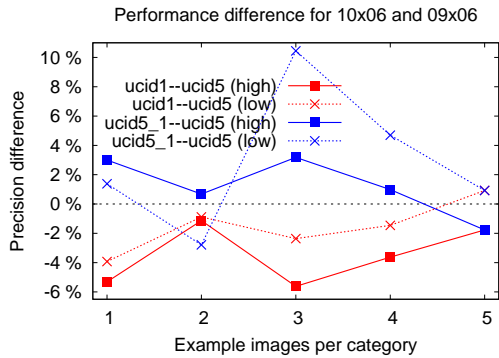 Performance difference for 10x06 and 09x06
10 %
8 %
6 %
4 %
2 %
0 %
-2 %
-4 %
-6 %
Precision difference
ucid1--ucid5 (high)
ucid1--ucid5 (low)
ucid5_1--ucid5 (high)
ucid5_1--ucid5 (low)
1 2 3 4 5
Example images per category